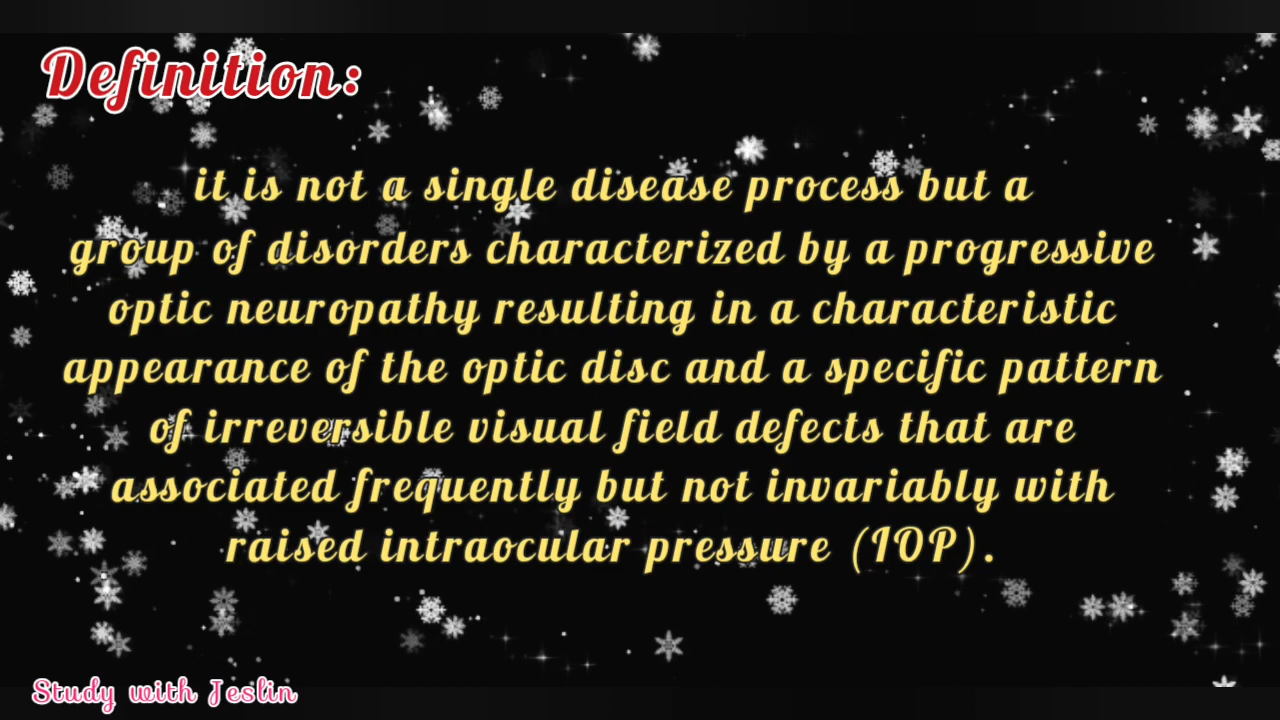 Definition:
it is not a single disease process but a
group of disorders characterized by a progressive
optic neuropathy resulting in a characteristic
appearance of the optic disc and a specific pattern
of irreversible visual field defects that are
associated frequently but not invariably with
raised intraocular pressure (IOP).
Study with Jeslin